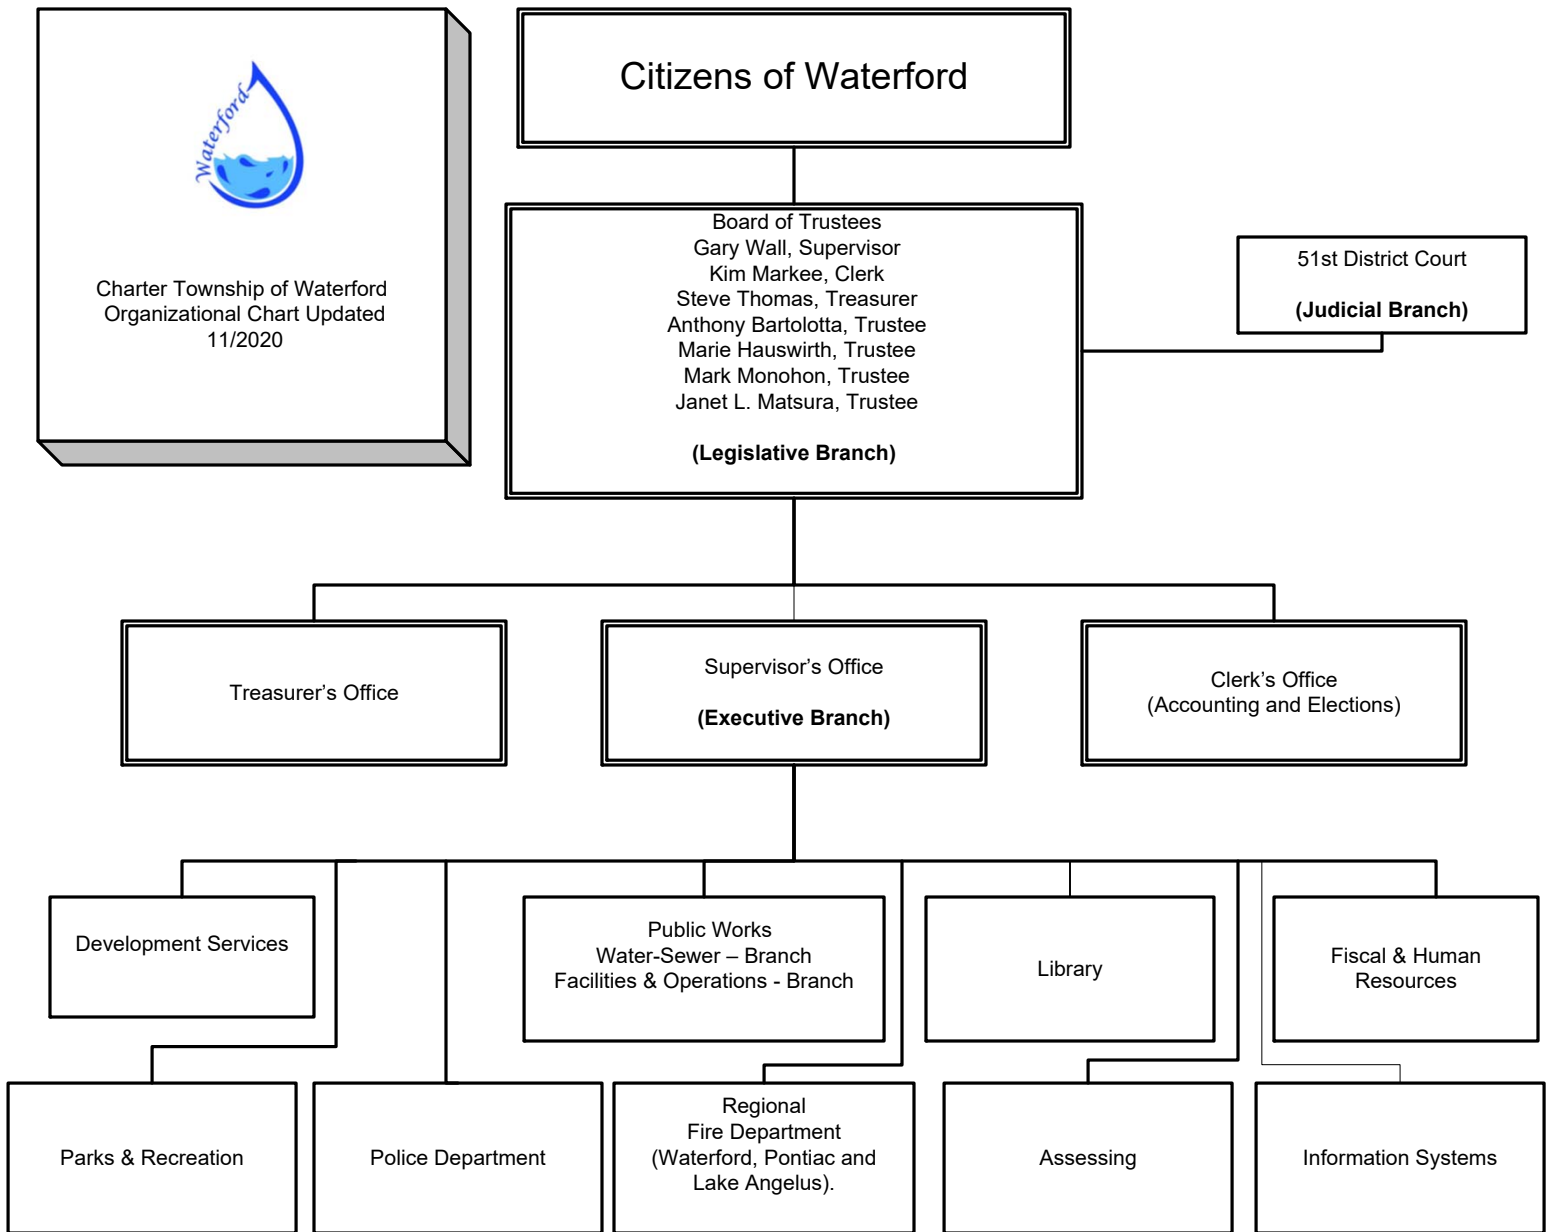 Waterford
Charter Township of Waterford
Organizational Chart Updated
11/2020
Citizens of Waterford
Board of Trustees
Gary Wall, Supervisor
Kim Markee, Clerk
Steve Thomas, Treasurer
Anthony Bartolotta, Trustee
Marie Hauswirth, Trustee
Mark Monohon, Trustee
Janet L. Matsura, Trustee
(Legislative Branch)
51st District Court
(Judicial Branch)
Treasurer’s Office
Supervisor’s Office
(Executive Branch)
Clerk’s Office
(Accounting and Elections)
Development Services
Public Works
Water-Sewer – Branch
Facilities & Operations - Branch
Library
Fiscal & Human
Resources
Parks & Recreation
Police Department
Regional
Fire Department
(Waterford, Pontiac and
Lake Angelus).
Assessing
Information Systems